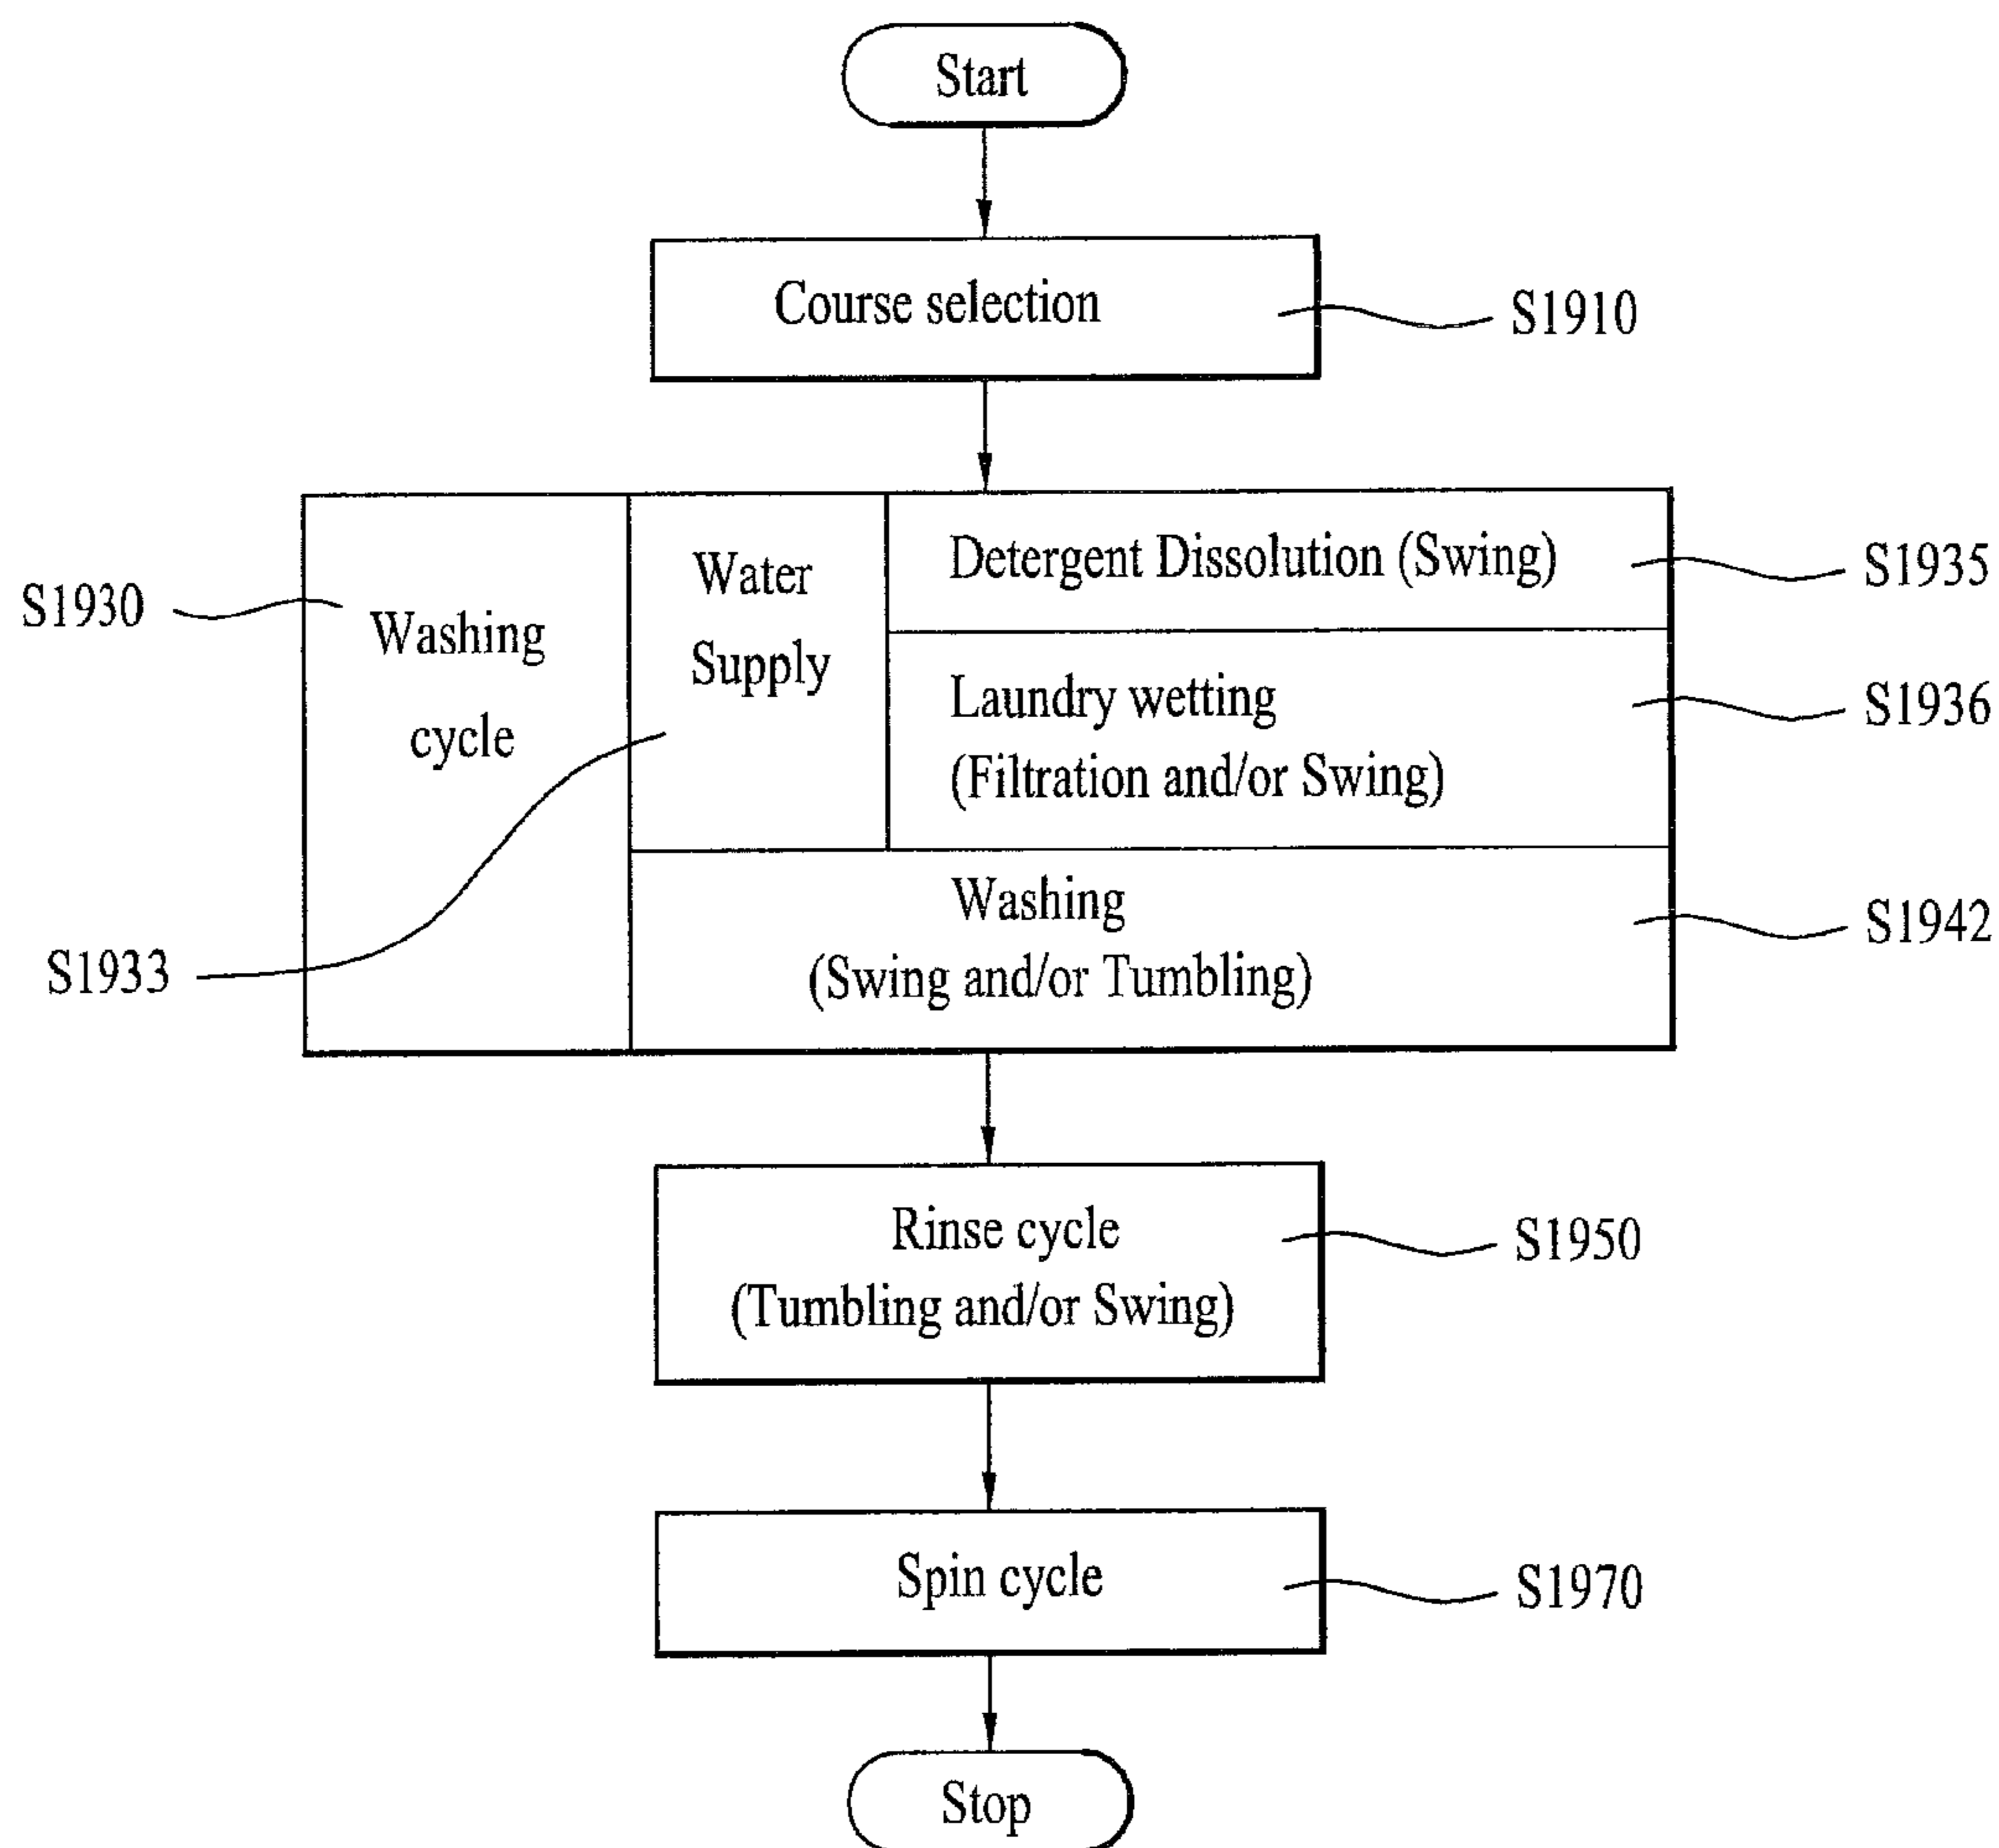 Start
Course selection
S1910
S1930
Washing
cycle
Water
Supply
S1933
Detergent Dissolution (Swing)
S1935
Laundry wetting
(Filtration and/or Swing)
S1936
Washing
(Swing and/or Tumbling)
S1942
Rinse cycle
(Tumbling and/or Swing)
S1950
Spin cycle
S1970
Stop